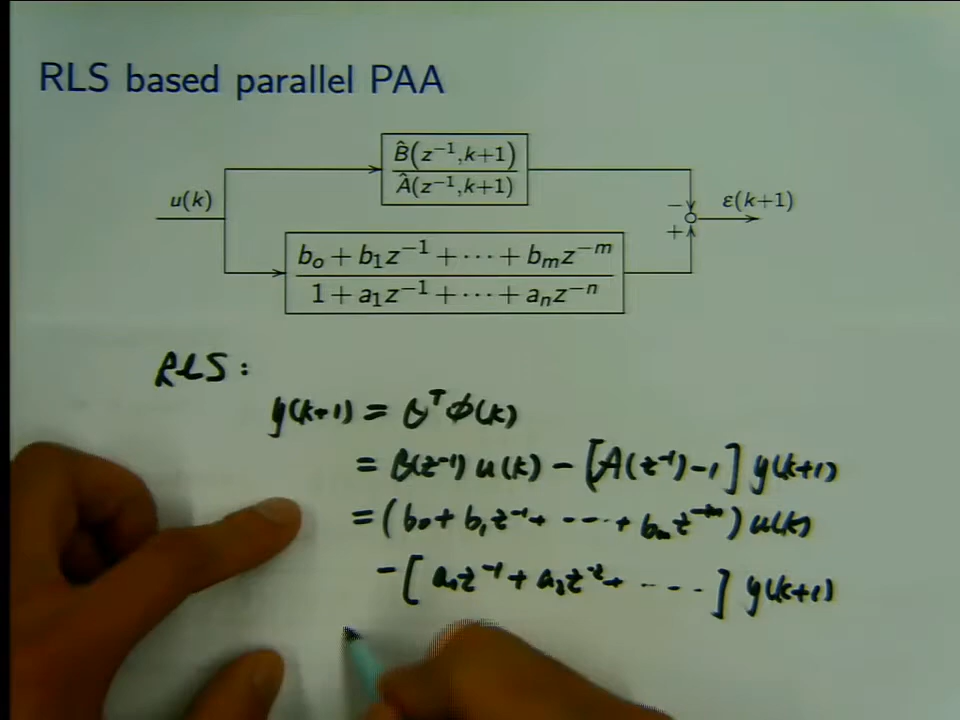 RLS based parallel PAA
B̂(z⁻¹,k+1)
Â(z⁻¹,k+1)
u(k)
−
ε(k+1)
+
b₀ + b₁z⁻¹ + ··· + bₘz⁻ᵐ
1 + a₁z⁻¹ + ··· + aₙz⁻ⁿ
RLS :
y(k+1) = θᵀ ϕ(k)
= B(z⁻¹) u(k) − [A(z⁻¹)−1] y(k+1)
= (b₀ + b₁z⁻¹ + ---- + bₘz⁻ᵐ) u(k)
− [a₁z⁻¹ + a₂z⁻² + ----] y(k+1)